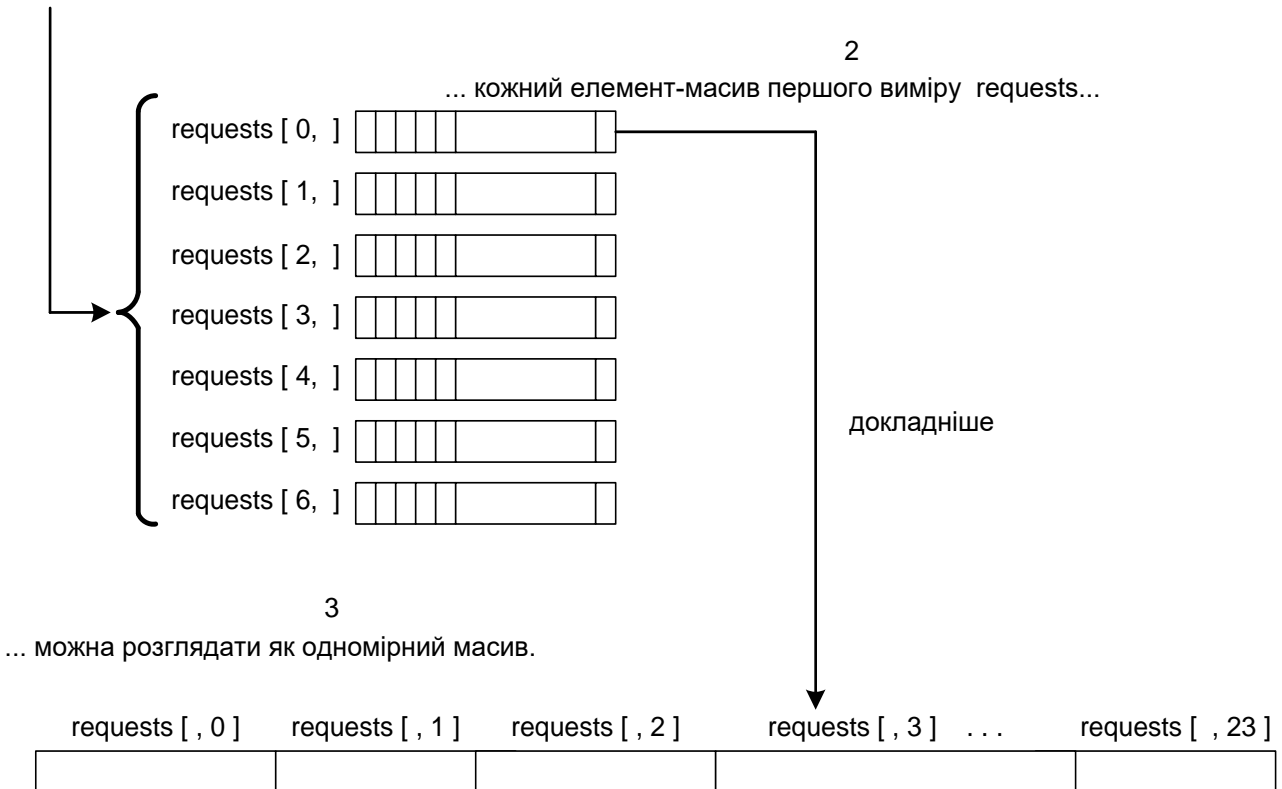 2
... кожний елемент-масив першого виміру requests...
requests [ 0, ]
requests [ 1, ]
requests [ 2, ]
requests [ 3, ]
requests [ 4, ]
requests [ 5, ]
requests [ 6, ]
докладніше
3
... можна розглядати як одномірний масив.
requests [ , 0 ] requests [ , 1 ] requests [ , 2 ] requests [ , 3 ] . . . requests [ , 23 ]